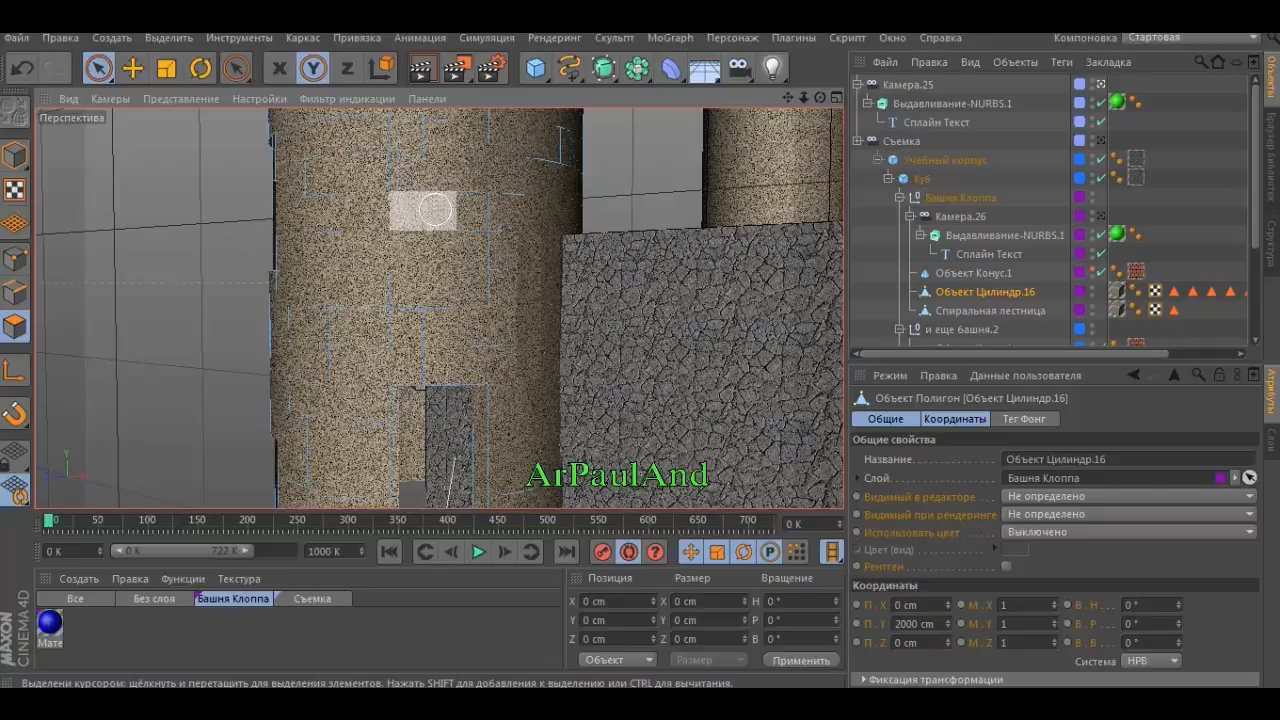 Файл Правка Создать Выделить Инструменты Каркас Привязка Анимация Симуляция Рендеринг Скульпт MoGraph Персонаж Плагины Скрипт Окно Справка Компоновка Стартовая
X Y Z
Вид Камеры Представление Настройки Фильтр индикации Панели
Перспектива
ArPaulAnd
Y
0 50 100 150 200 250 300 350 400 450 500 550 600 650 700 0 K
0 K 0 K 722 K 1000 K
Создать Правка Функции Текстура
Все Без слоя Башня Клоппа Съемка
Мате
MAXON CINEMA4D
Позиция Размер Вращение
X 0 cm X 0 cm H 0 °
Y 0 cm Y 0 cm P 0 °
Z 0 cm Z 0 cm B 0 °
Объект Размер Применить
Выделени курсором: щёлкнуть и перетащить для выделения элементов. Нажать SHIFT для добавления к выделению или CTRL для вычитания.
Файл Правка Вид Объекты Теги Закладка
Камера.25
Выдавливание-NURBS.1
Сплайн Текст
Съемка
Учебный корпус
Куб
Башня Клоппа
Камера.26
Выдавливание-NURBS.1
Сплайн Текст
Объект Конус.1
Объект Цилиндр.16
Спиральная лестница
и еще башня.2
Объекты
Браузер библиотек
Структура
Режим Правка Данные пользователя
Объект Полигон [Объект Цилиндр.16]
Общие Координаты Тег Фонг
Общие свойства
Название Объект Цилиндр.16
Слой Башня Клоппа
Видимый в редакторе Не определено
Видимый при рендеринге Не определено
Использовать цвет Выключено
Цвет (вид)
Рентген
Координаты
П . X 0 cm М . X 1 В . H . . . 0 °
П . Y 2000 cm М . Y 1 В . P . . . 0 °
П . Z 0 cm М . Z 1 В . B . . . 0 °
Система HPB
Фиксация трансформации
Атрибуты
Слои